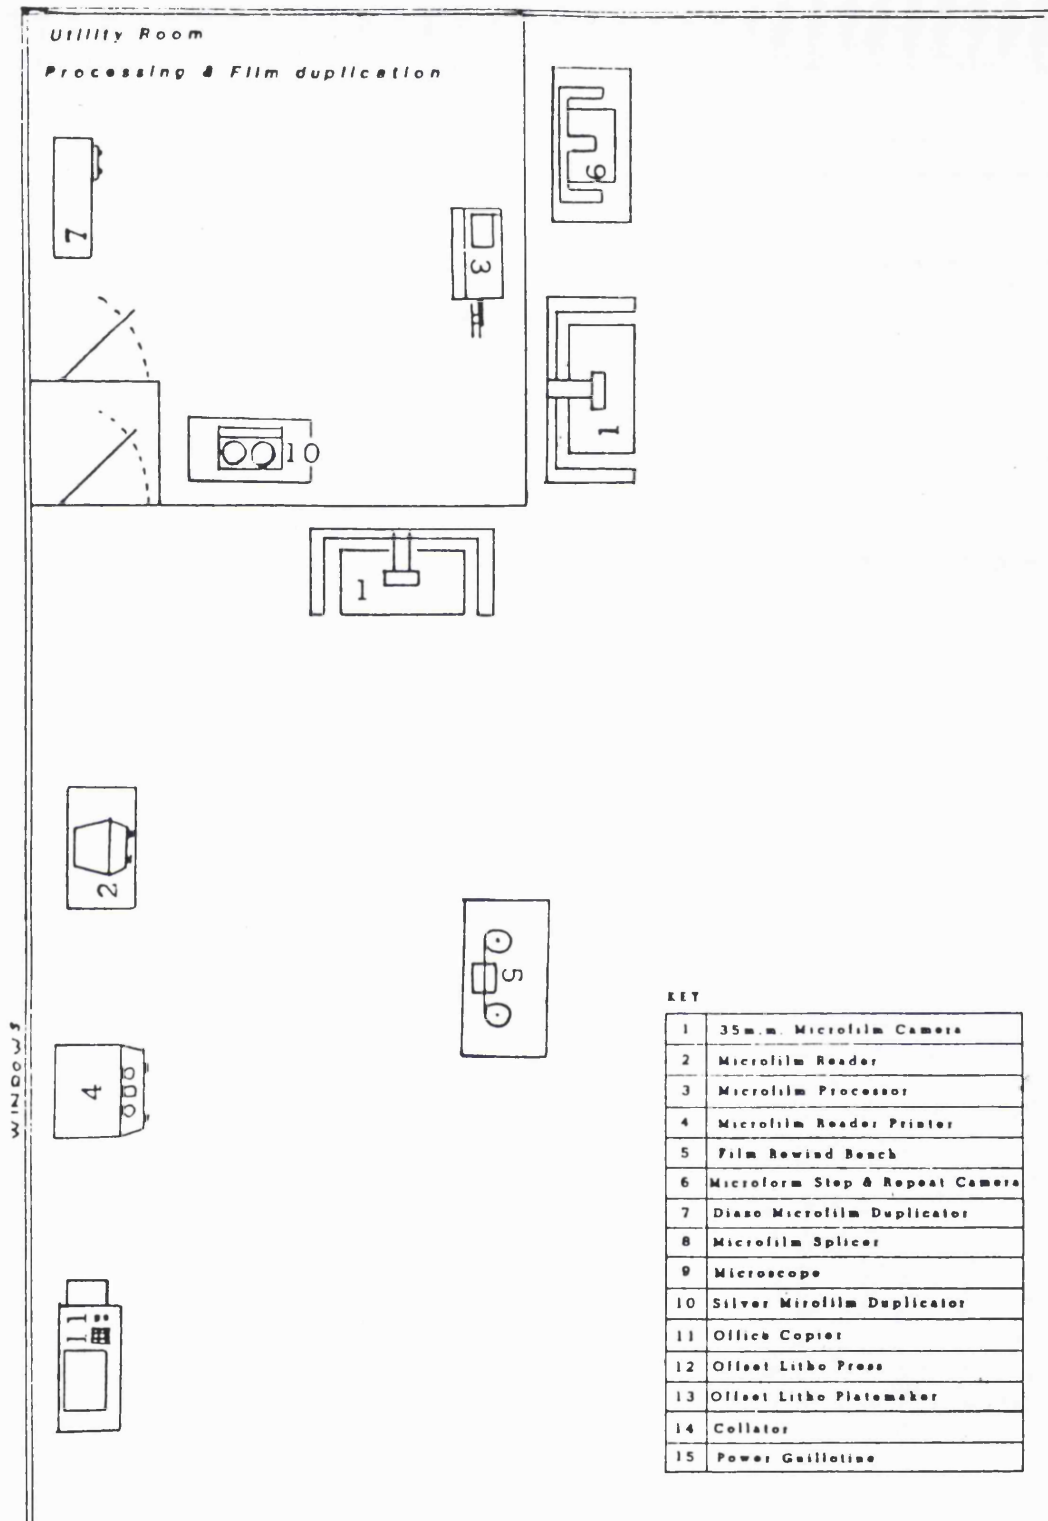 Utility Room
Processing & Film duplication
7
3
6
1
10
1
2
5
4
11
WINDOWS
KEY
1 35m.m. Microfilm Camera
2 Microfilm Reader
3 Microfilm Processor
4 Microfilm Reader Printer
5 Film Rewind Bench
6 Microform Step & Repeat Camera
7 Diazo Microfilm Duplicator
8 Microfilm Splicer
9 Microscope
10 Silver Mirofilm Duplicator
11 Office Copier
12 Offset Litho Press
13 Offset Litho Platemaker
14 Collator
15 Power Guillotine